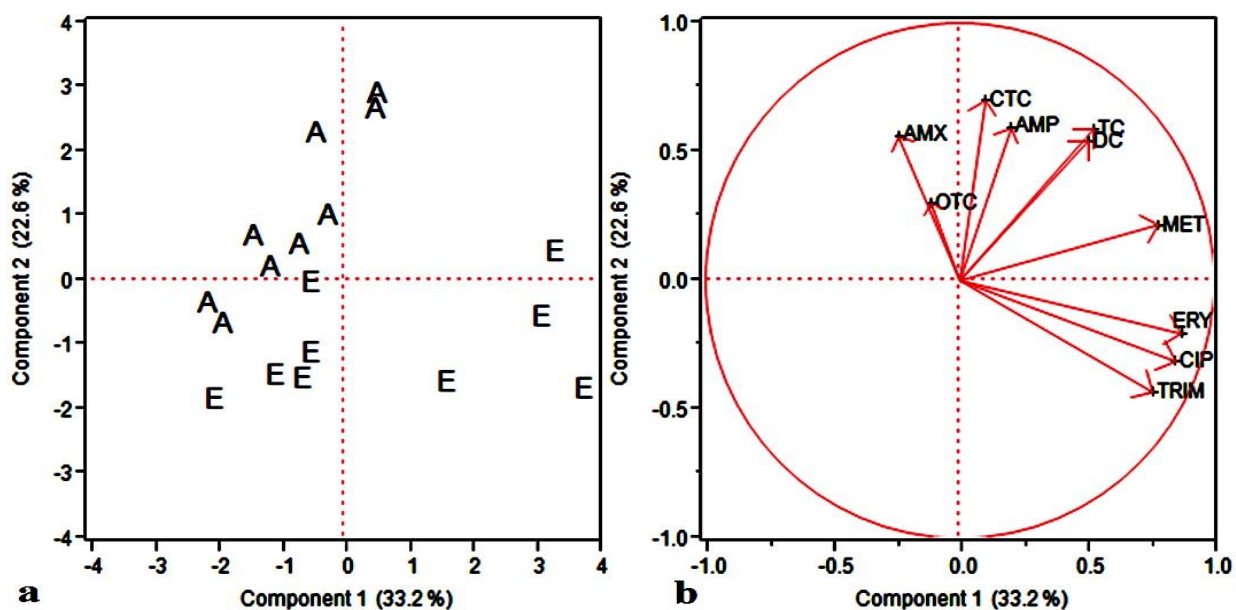 4
3
2
1
0
-1
-2
-3
-4
Component 2 (22.6 %)
A
A
A
A
A
A
A
A
A
E
E
E
E
E
E
E
E
E
-4 -3 -2 -1 0 1 2 3 4
Component 1 (33.2 %)
a
1.0
0.5
0.0
-0.5
-1.0
Component 2 (22.6 %)
CTC
AMX
AMP
TC
DC
OTC
MET
ERY
CIP
TRIM
-1.0 -0.5 0.0 0.5 1.0
Component 1 (33.2 %)
b